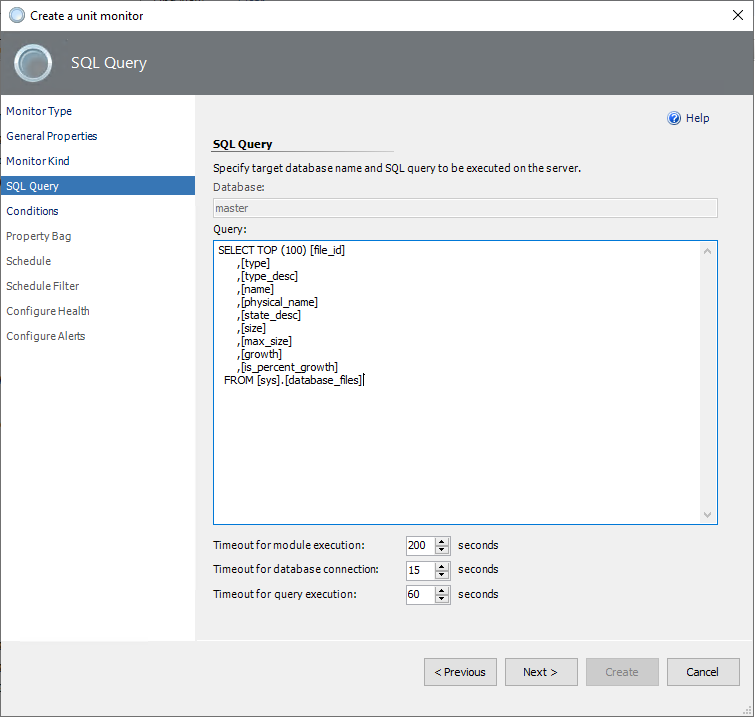 Create a unit monitor
SQL Query
Monitor Type
General Properties
Monitor Kind
SQL Query
Conditions
Property Bag
Schedule
Schedule Filter
Configure Health
Configure Alerts
Help
SQL Query
Specify target database name and SQL query to be executed on the server.
Database:
master
Query:
SELECT TOP (100) [file_id]
,[type]
,[type_desc]
,[name]
,[physical_name]
,[state_desc]
,[size]
,[max_size]
,[growth]
,[is_percent_growth]
FROM [sys].[database_files]
Timeout for module execution: 200 seconds
Timeout for database connection: 15 seconds
Timeout for query execution: 60 seconds
< Previous Next > Create Cancel